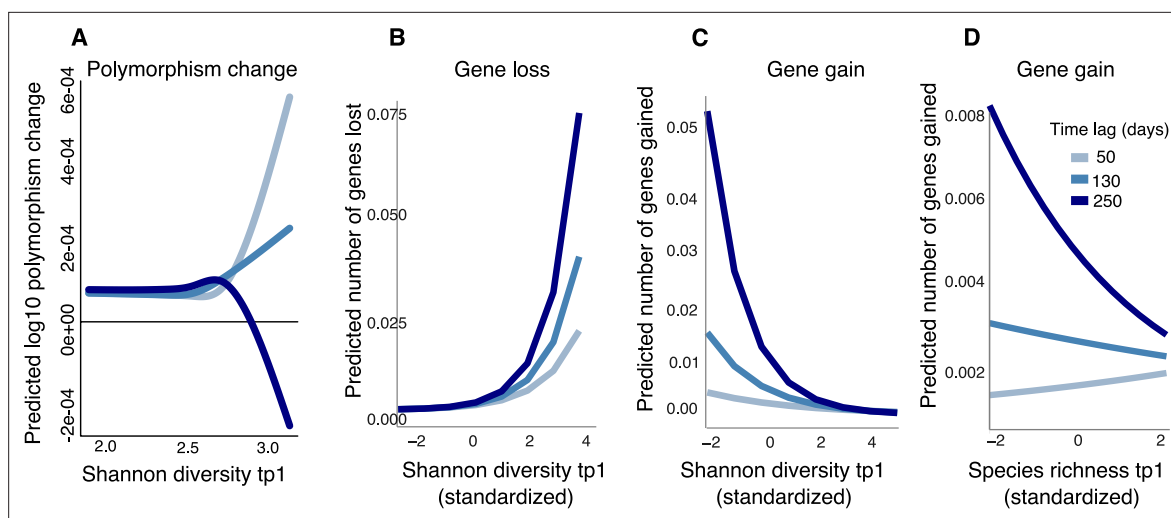 A
Polymorphism change
Predicted log10 polymorphism change
6e-04
4e-04
2e-04
0e+00
-2e-04
2.0 2.5 3.0
Shannon diversity tp1
B
Gene loss
Predicted number of genes lost
0.075
0.050
0.025
0.000
−2 0 2 4
Shannon diversity tp1
(standardized)
C
Gene gain
Predicted number of genes gained
0.05
0.04
0.03
0.02
0.01
0.00
−2 0 2 4
Shannon diversity tp1
(standardized)
D
Gene gain
Predicted number of genes gained
0.008
0.006
0.004
0.002
Time lag (days)
50
130
250
−2 0 2
Species richness tp1
(standardized)